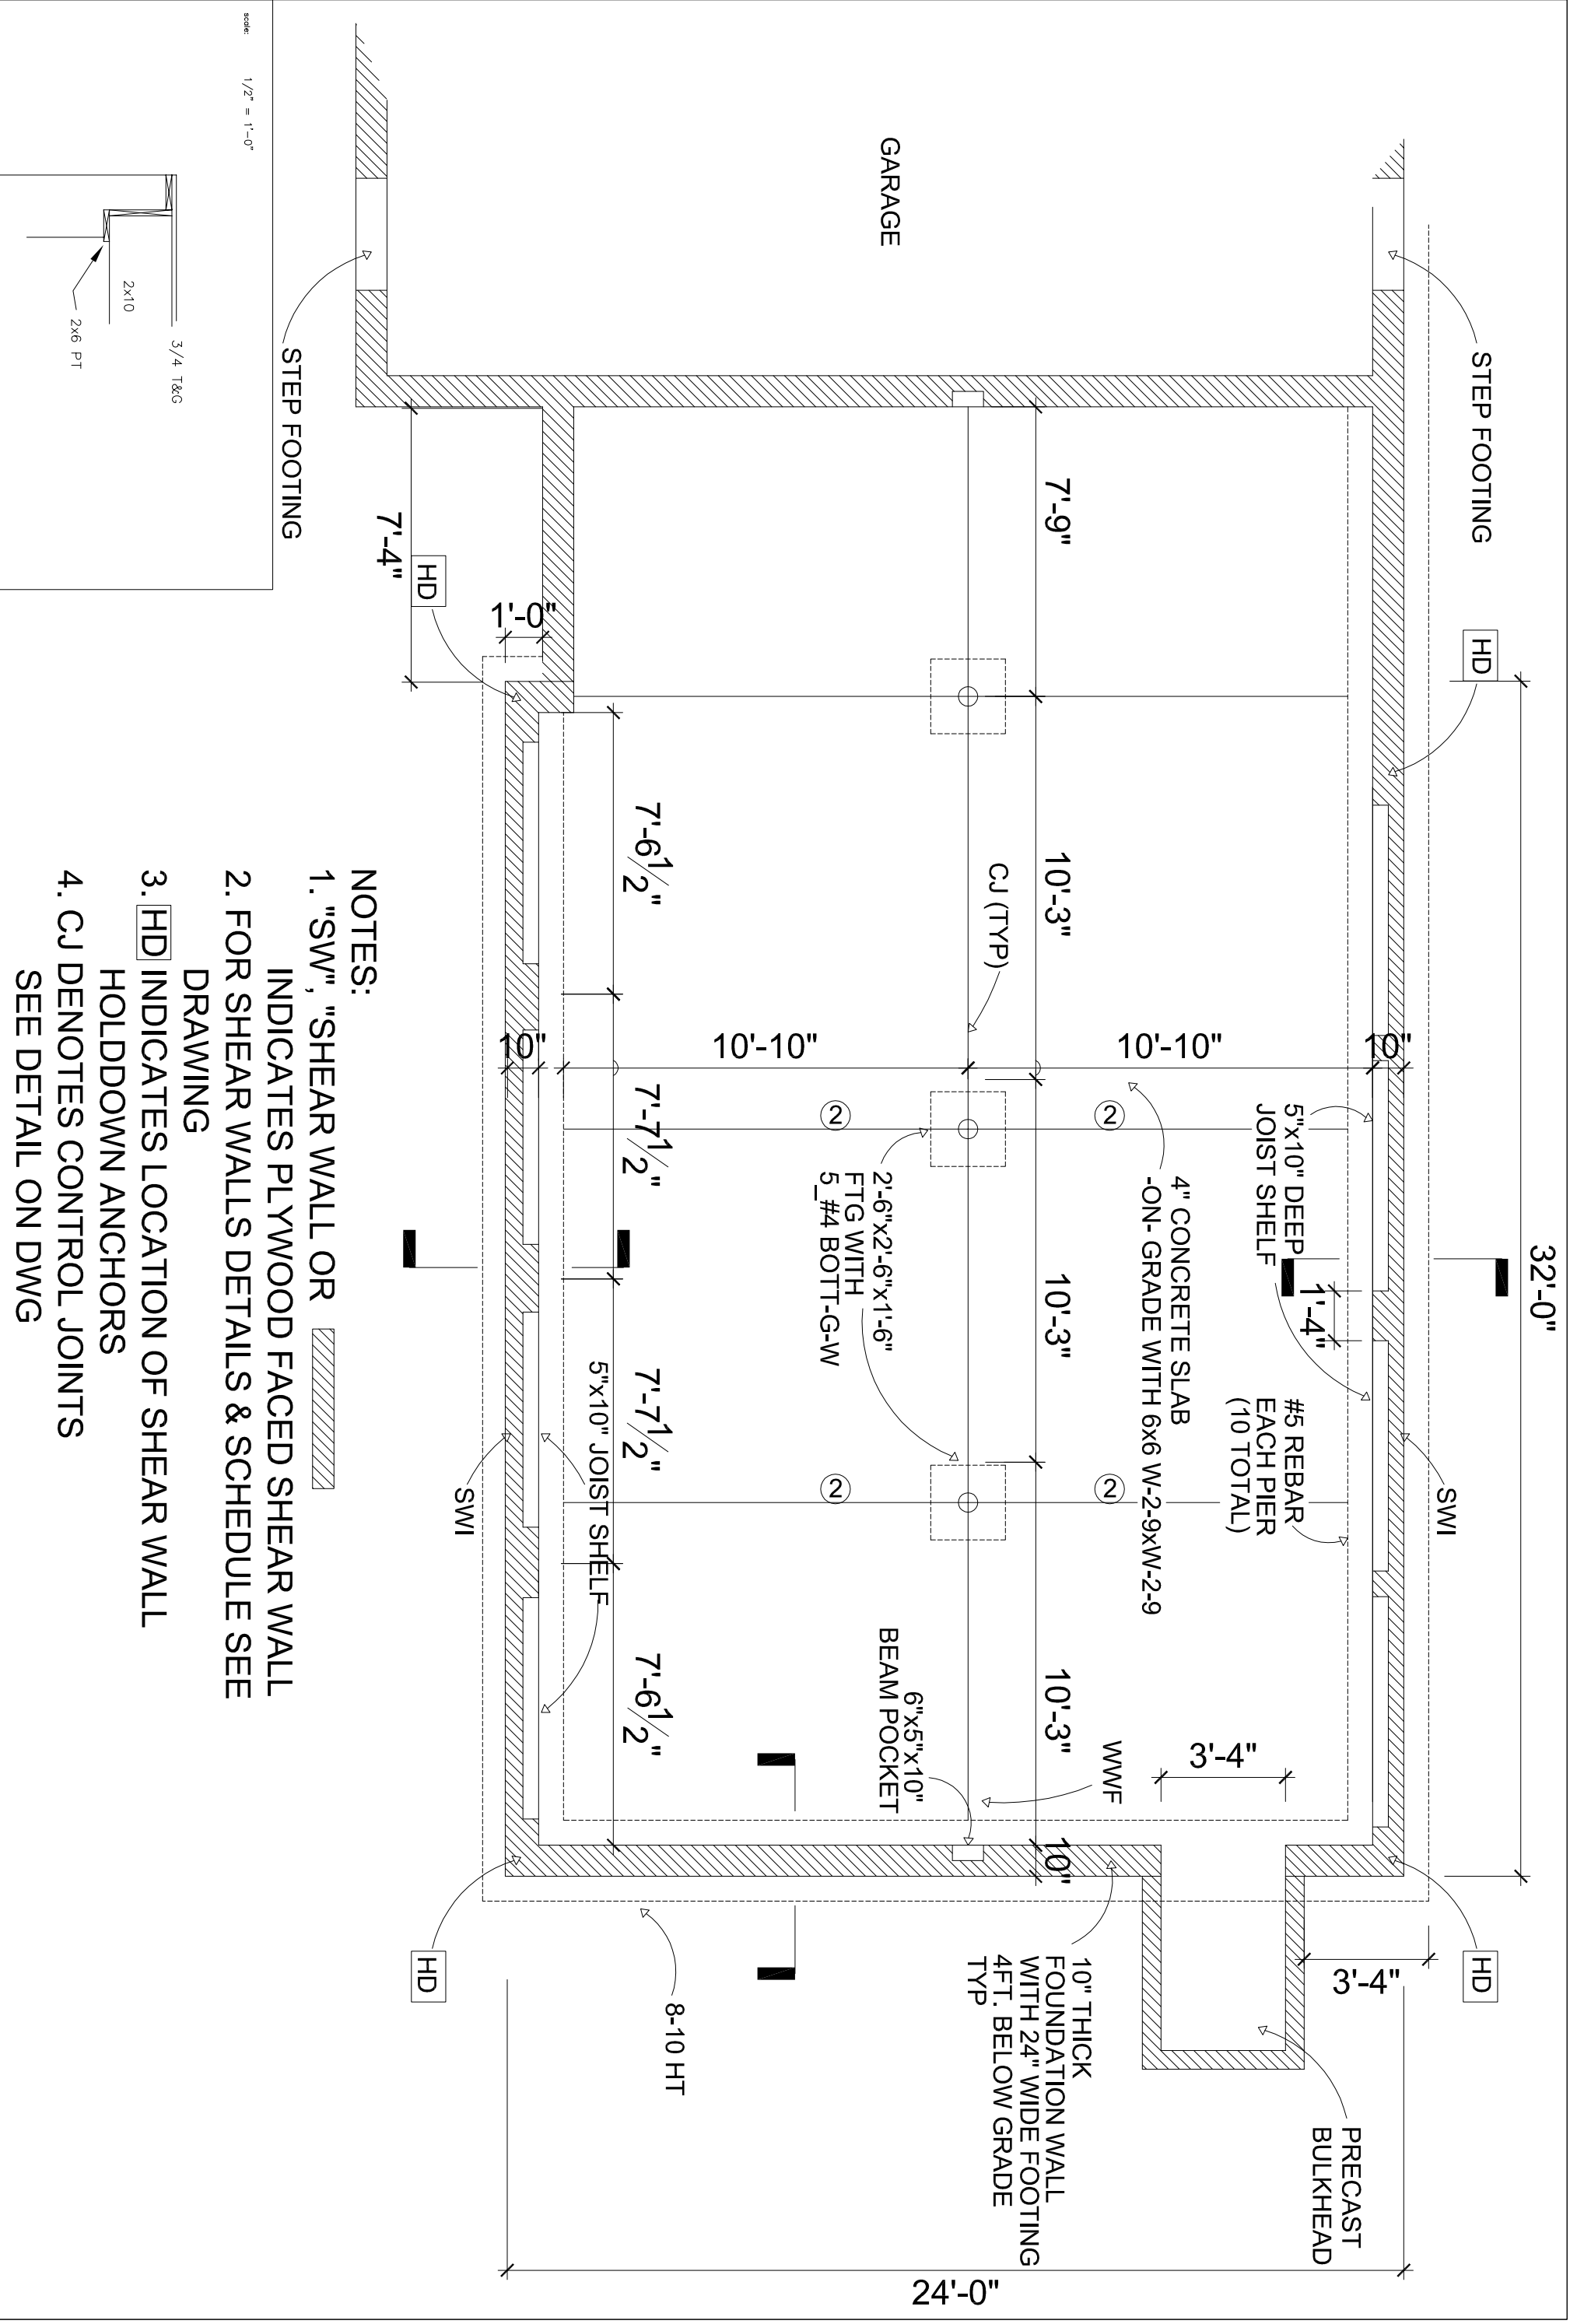 32'-0"
STEP FOOTING
HD
HD
SWI
3'-4"
PRECAST
BULKHEAD
10"
5"x10" DEEP
JOIST SHELF
1'-4"
#5 REBAR
EACH PIER
(10 TOTAL)
3'-4"
10'-10"
2
2
4" CONCRETE SLAB
-ON- GRADE WITH 6x6 W-2-9xW-2-9
WWF
GARAGE
7'-9"
10'-3"
10'-3"
10'-3"
10"
10" THICK
FOUNDATION WALL
WITH 24" WIDE FOOTING
4FT. BELOW GRADE
TYP
CJ (TYP)
24'-0"
6"x5"x10"
BEAM POCKET
2'-6"x2'-6"x1'-6"
FTG WITH
5_#4 BOTT-G-W
10'-10"
2
2
7'-6 1/2"
7'-7 1/2"
7'-7 1/2"
7'-6 1/2"
8-10 HT
5"x10" JOIST SHELF
1'-0"
10"
SWI
HD
HD
7'-4"
STEP FOOTING
NOTES:
1. "SW", "SHEAR WALL OR
INDICATES PLYWOOD FACED SHEAR WALL
2. FOR SHEAR WALLS DETAILS & SCHEDULE SEE
DRAWING
3. HD INDICATES LOCATION OF SHEAR WALL
HOLDDOWN ANCHORS
4. CJ DENOTES CONTROL JOINTS
SEE DETAIL ON DWG
scale: 1/2" = 1'-0"
3/4 T&G
2x10
2x6 PT